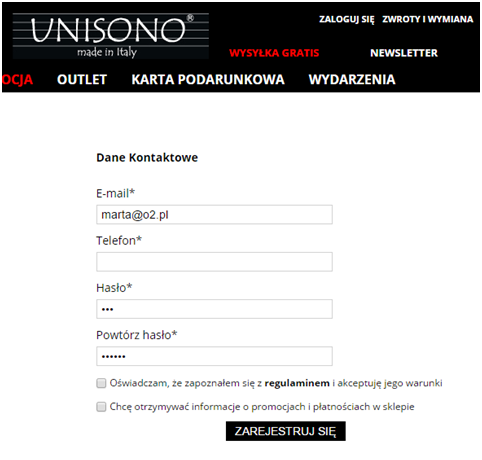 UNISONO®
made in Italy
ZALOGUJ SIĘ ZWROTY I WYMIANA
WYSYŁKA GRATIS NEWSLETTER
OCJA OUTLET KARTA PODARUNKOWA WYDARZENIA
Dane Kontaktowe
E-mail*
marta@o2.pl
Telefon*
Hasło*
•••
Powtórz hasło*
••••••
Oświadczam, że zapoznałem się z regulaminem i akceptuję jego warunki
Chcę otrzymywać informacje o promocjach i płatnościach w sklepie
ZAREJESTRUJ SIĘ